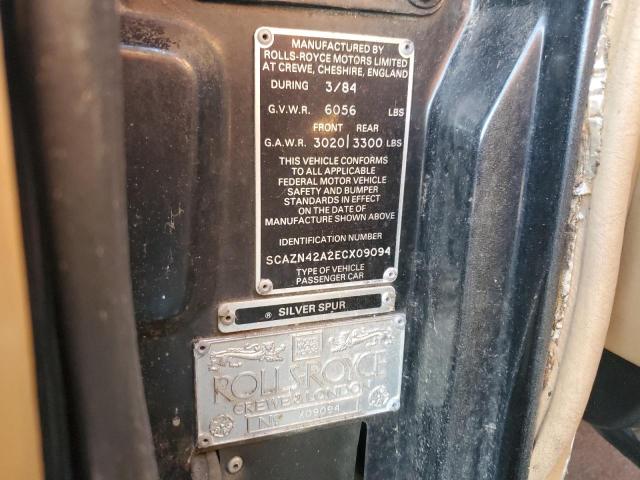 MANUFACTURED BY
ROLLS-ROYCE MOTORS LIMITED
AT CREWE, CHESHIRE, ENGLAND
DURING 3/84
G.V.W.R. 6056 LBS
FRONT REAR
G.A.W.R. 3020/3300 LBS
THIS VEHICLE CONFORMS
TO ALL APPLICABLE
FEDERAL MOTOR VEHICLE
SAFETY AND BUMPER
STANDARDS IN EFFECT
ON THE DATE OF
MANUFACTURE SHOWN ABOVE
IDENTIFICATION NUMBER
SCAZN42A2ECX09094
TYPE OF VEHICLE
PASSENGER CAR
® SILVER SPUR
ROLLS-ROYCE
CREWE & LONDON
Nº X09094